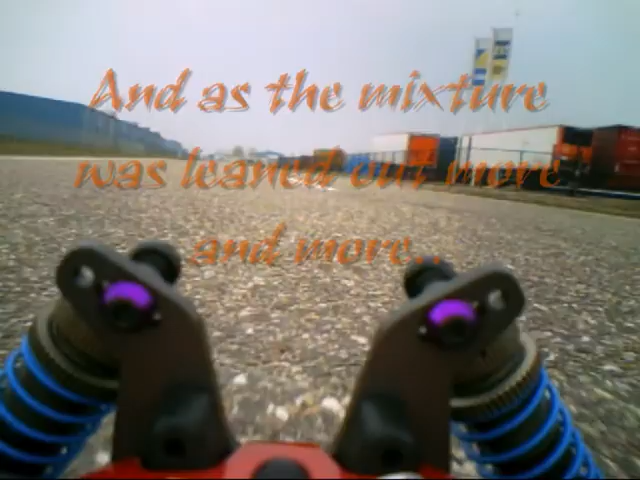 And as the mixture
was leaned out more
and more..